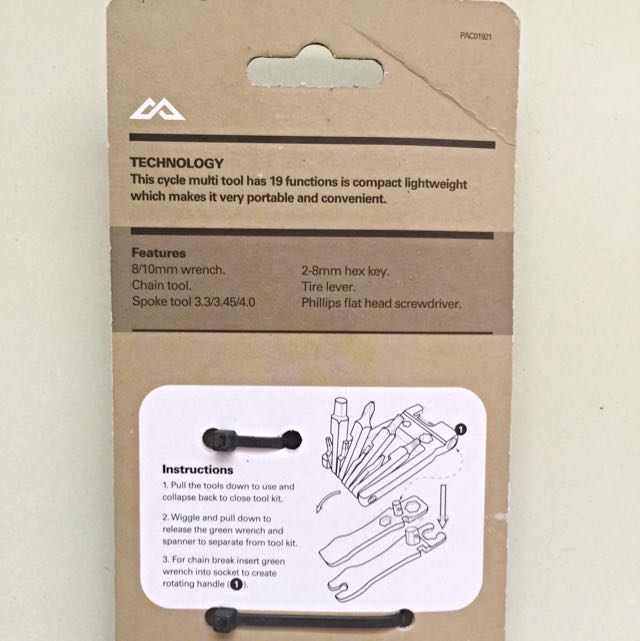 PAC01921
TECHNOLOGY
This cycle multi tool has 19 functions is compact lightweight
which makes it very portable and convenient.
Features
8/10mm wrench.
Chain tool.
Spoke tool 3.3/3.45/4.0
2-8mm hex key.
Tire lever.
Phillips flat head screwdriver.
Instructions
1. Pull the tools down to use and
collapse back to close tool kit.
2. Wiggle and pull down to
release the green wrench and
spanner to separate from tool kit.
3. For chain break insert green
wrench into socket to create
rotating handle (1).
1